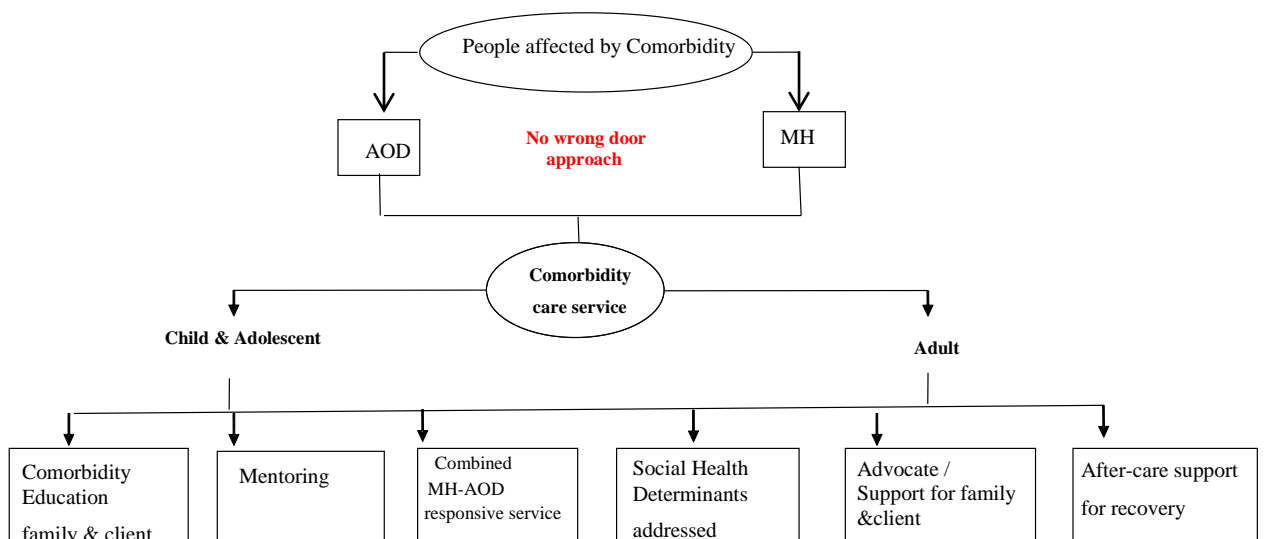 People affected by Comorbidity
AOD
No wrong door
approach
MH
Comorbidity
care service
Child & Adolescent
Adult
Comorbidity
Education
family & client
Mentoring
Combined
MH-AOD
responsive service
Social Health
Determinants
addressed
Advocate /
Support for family
&client
After-care support
for recovery